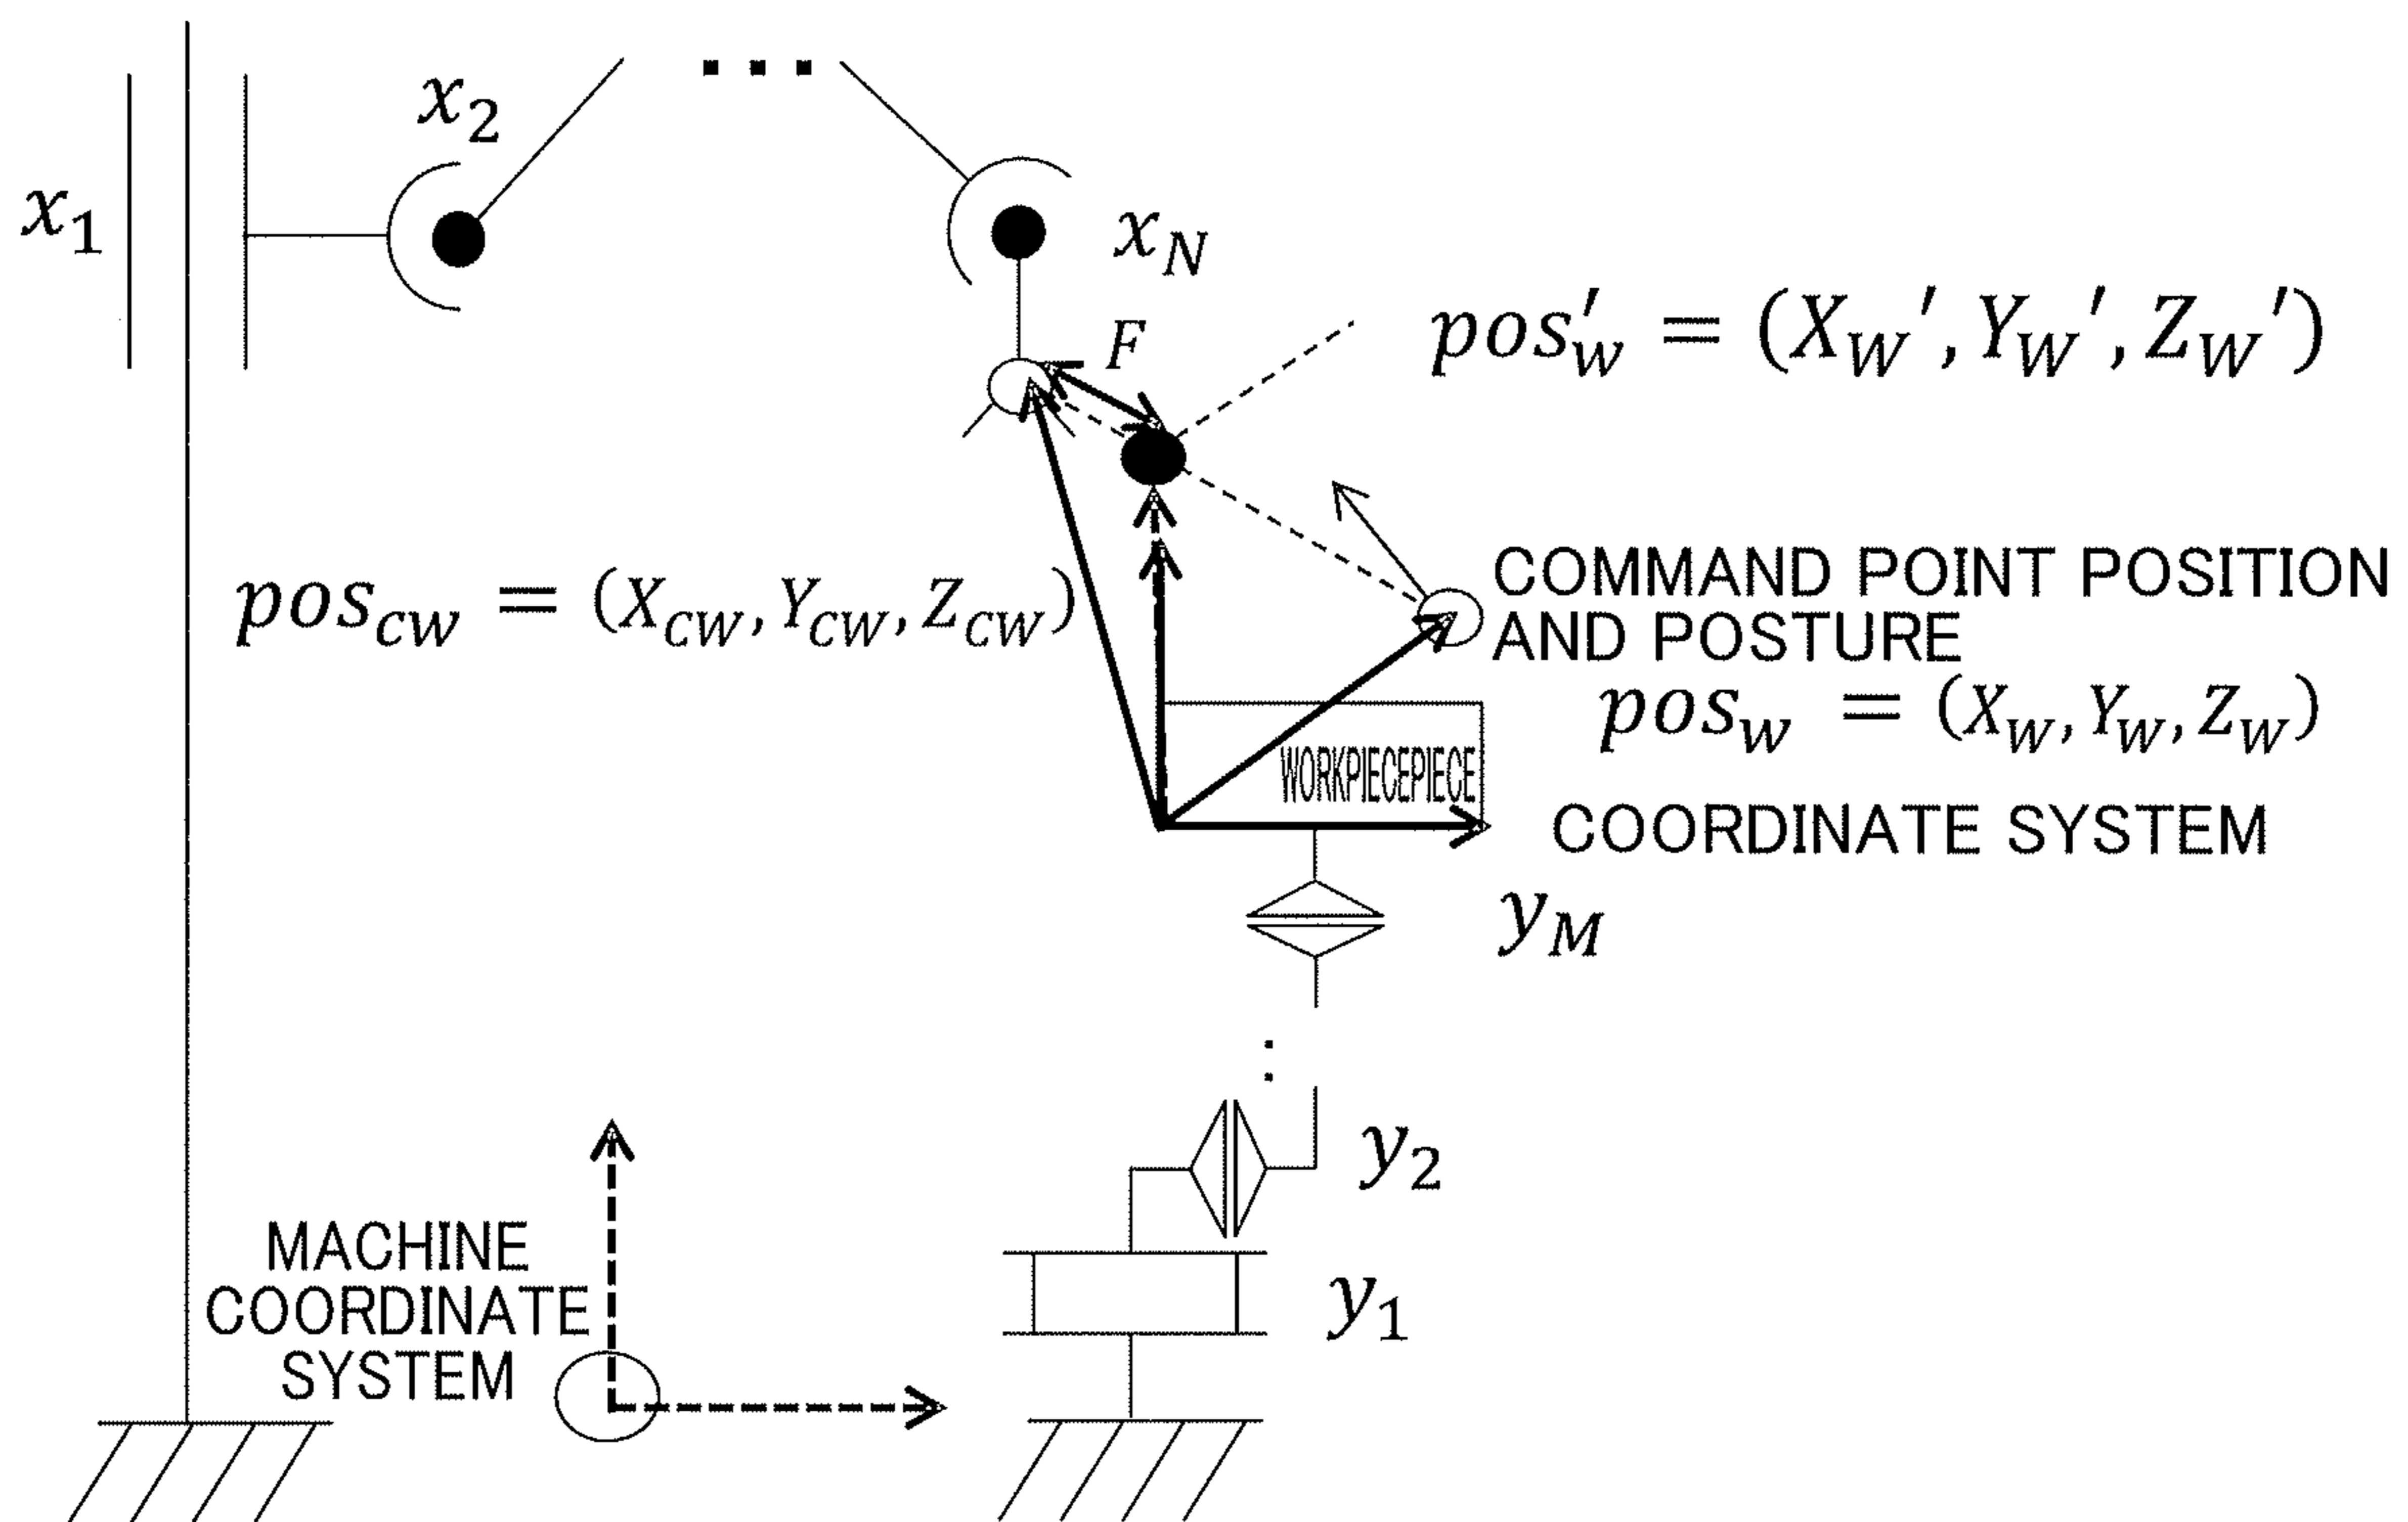 ...
x₂
x₁
x_N
F
pos'_w = (X_W', Y_W', Z_W')
COMMAND POINT POSITION
AND POSTURE
pos_cw = (X_CW, Y_CW, Z_CW)
pos_w = (X_W, Y_W, Z_W)
WORKPIECEPIECE
COORDINATE SYSTEM
y_M
:
y₂
MACHINE
COORDINATE
SYSTEM
y₁